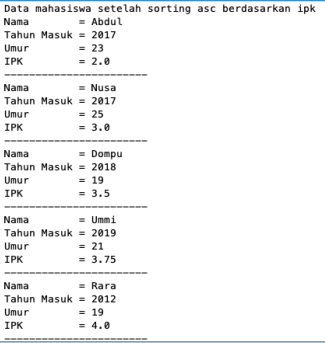 Data mahasiswa setelah sorting asc berdasarkan ipk
Nama        = Abdul
Tahun Masuk = 2017
Umur        = 23
IPK         = 2.0
-----------------------
Nama        = Nusa
Tahun Masuk = 2017
Umur        = 25
IPK         = 3.0
-----------------------
Nama        = Dompu
Tahun Masuk = 2018
Umur        = 19
IPK         = 3.5
-----------------------
Nama        = Ummi
Tahun Masuk = 2019
Umur        = 21
IPK         = 3.75
-----------------------
Nama        = Rara
Tahun Masuk = 2012
Umur        = 19
IPK         = 4.0
-----------------------